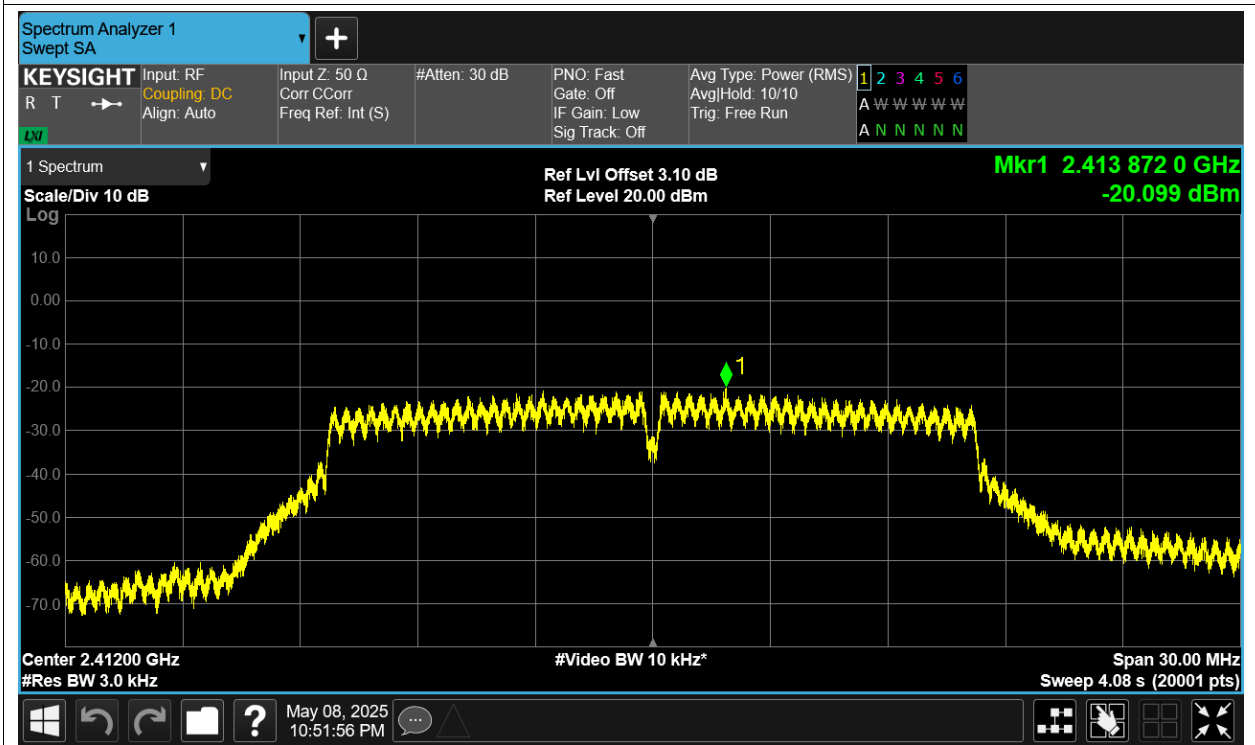 Spectrum Analyzer 1
Swept SA
▼
+
KEYSIGHT
R T
LXI
Input: RF
Coupling: DC
Align: Auto
Input Z: 50 Ω
Corr CCorr
Freq Ref: Int (S)
#Atten: 30 dB
PNO: Fast
Gate: Off
IF Gain: Low
Sig Track: Off
Avg Type: Power (RMS)
Avg|Hold: 10/10
Trig: Free Run
1 2 3 4 5 6
A W W W W W
A N N N N N
1 Spectrum ▼
Scale/Div 10 dB
Log
Ref Lvl Offset 3.10 dB
Ref Level 20.00 dBm
Mkr1 2.413 872 0 GHz
-20.099 dBm
10.0
0.00
-10.0
1
-20.0
-30.0
-40.0
-50.0
-60.0
-70.0
Center 2.41200 GHz
#Video BW 10 kHz*
Span 30.00 MHz
#Res BW 3.0 kHz
Sweep 4.08 s (20001 pts)
?
May 08, 2025
10:51:56 PM